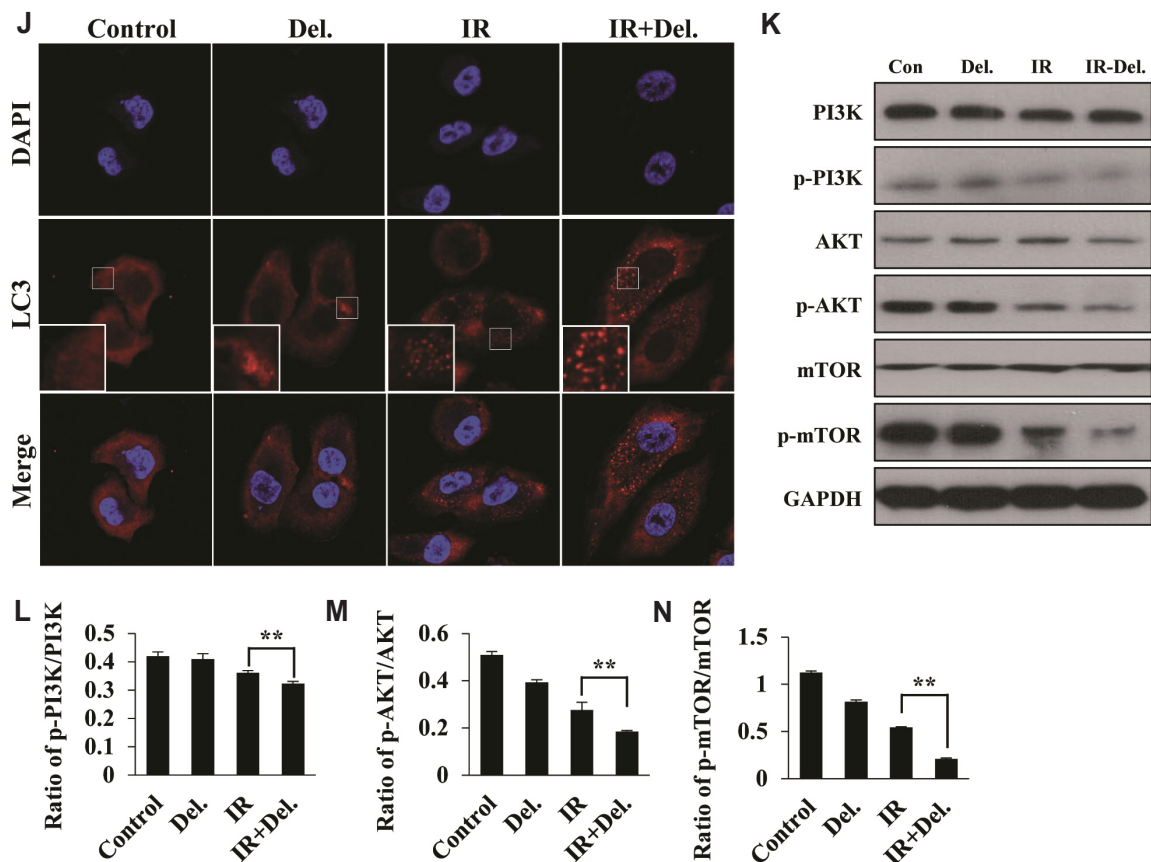 J
Control Del. IR IR+Del.
DAPI
LC3
Merge
K
Con Del. IR IR-Del.
PI3K
p-PI3K
AKT
p-AKT
mTOR
p-mTOR
GAPDH
L
Ratio of p-PI3K/PI3K
0.5
0.4
0.3
0.2
0.1
0
**
Control Del. IR IR+Del.
M
Ratio of p-AKT/AKT
0.6
0.4
0.2
0
**
Control Del. IR IR+Del.
N
Ratio of p-mTOR/mTOR
1.5
1
0.5
0
**
Control Del. IR IR+Del.